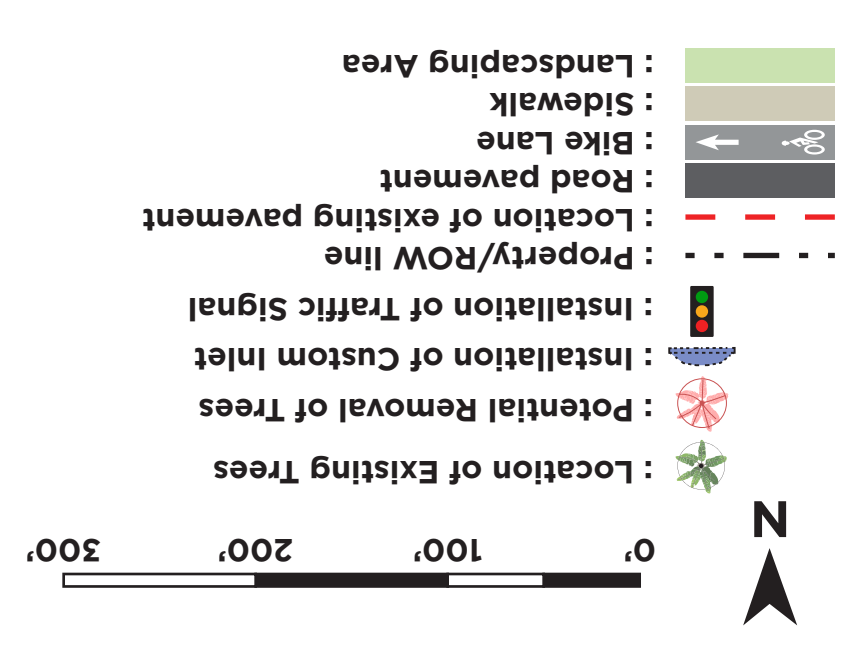 N
0' 100' 200' 300'
: Location of Existing Trees
: Potential Removal of Trees
: Installation of Custom Inlet
: Installation of Traffic Signal
: Property/ROW line
: Location of existing pavement
: Road pavement
: Bike Lane
: Sidewalk
: Landscaping Area